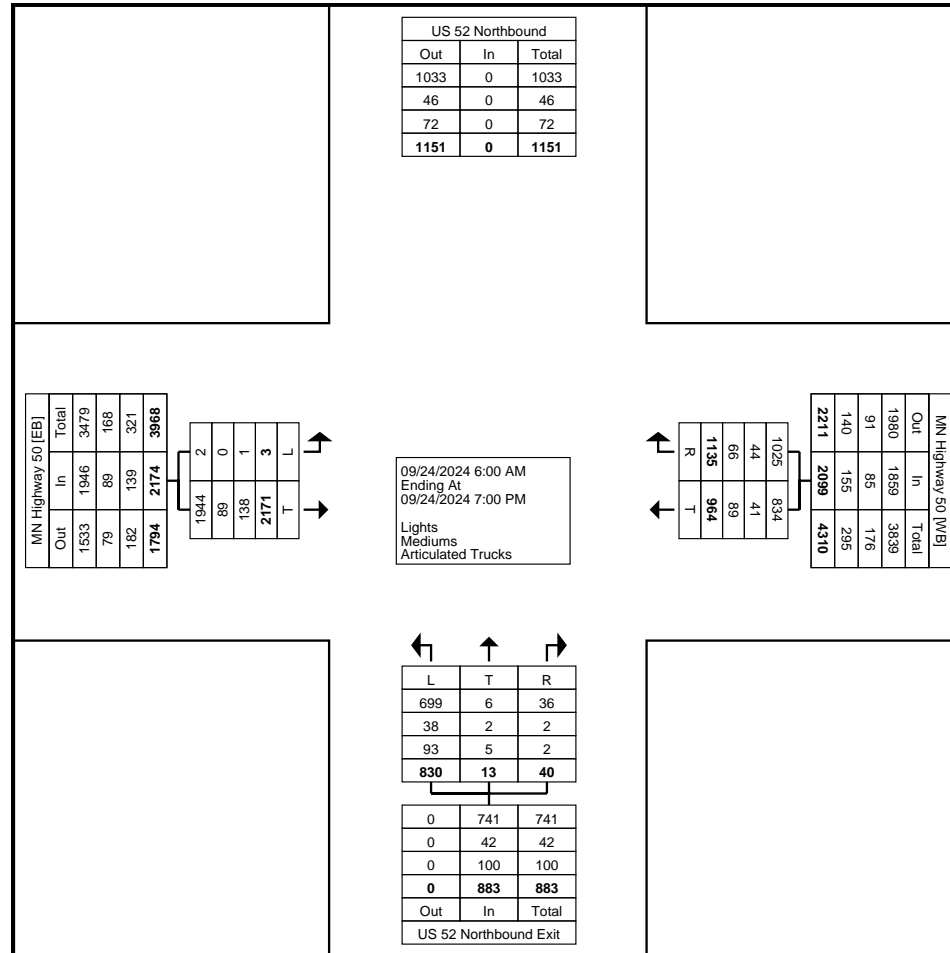 US 52 Northbound
Out In Total
1033 0 1033
46 0 46
72 0 72
1151 0 1151
MN Highway 50 [EB]
Out In Total
1533 1946 3479
79 89 168
182 139 321
1794 2174 3968
1944 2
89 0
138 1
2171 3
T L
09/24/2024 6:00 AM
Ending At
09/24/2024 7:00 PM
Lights
Mediums
Articulated Trucks
MN Highway 50 [WB]
Out In Total
1980 1859 3839
91 85 176
140 155 295
2211 2099 4310
1025 834
44 41
66 89
1135 964
R T
L T R
699 6 36
38 2 2
93 5 2
830 13 40
0 741 741
0 42 42
0 100 100
0 883 883
Out In Total
US 52 Northbound Exit